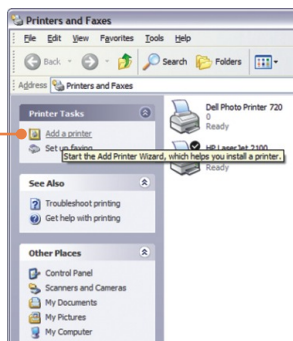 Printers and Faxes
File Edit View Favorites Tools Help
Back Search Folders
Address Printers and Faxes
Printer Tasks
Add a printer
Set up faxing
Start the Add Printer Wizard, which helps you install a printer.
See Also
Troubleshoot printing
Get help with printing
Other Places
Control Panel
Scanners and Cameras
My Documents
My Pictures
My Computer
Dell Photo Printer 720
0
Ready
HP LaserJet 2100
Ready